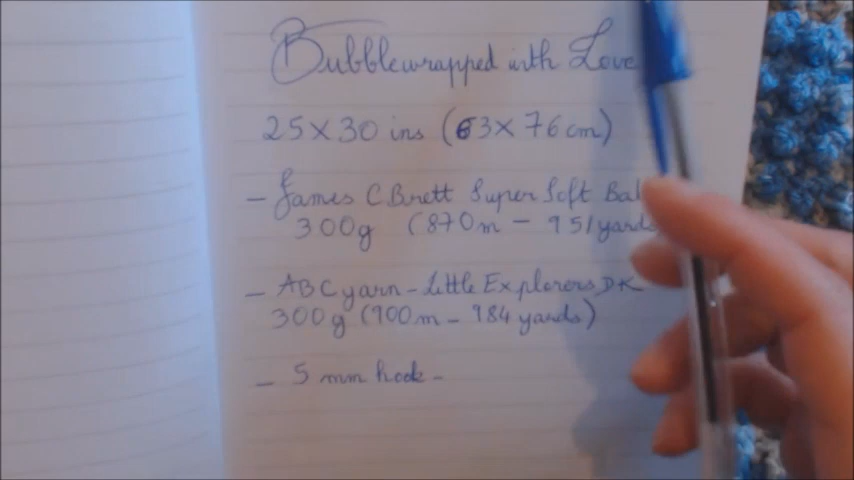 Bubblewrapped with Love
25 X 30 ins (63 X 76 cm)
- James C Brett Super Soft
300g (870m - 951 yards
- ABC yarn - Little Explorers DK
300g (900m - 984 yards)
- 5 mm hook -